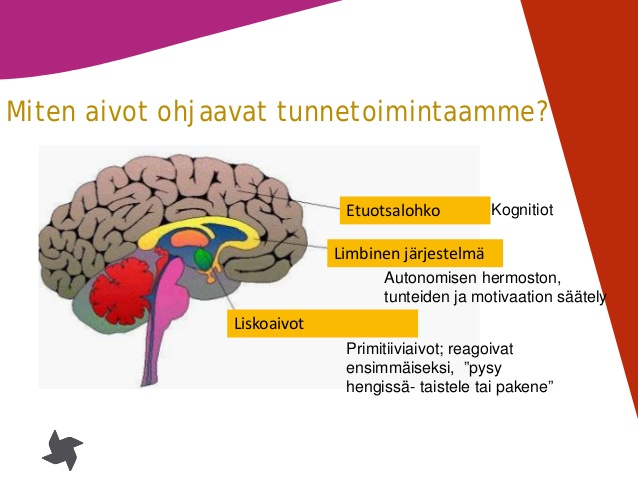 Miten aivot ohjaavat tunnetoimintaamme?
Etuotsalohko
Kognitiot
Limbinen järjestelmä
Autonomisen hermoston,
tunteiden ja motivaation säätely
Liskoaivot
Primitiiviaivot; reagoivat
ensimmäiseksi, ”pysy
hengissä- taistele tai pakene”